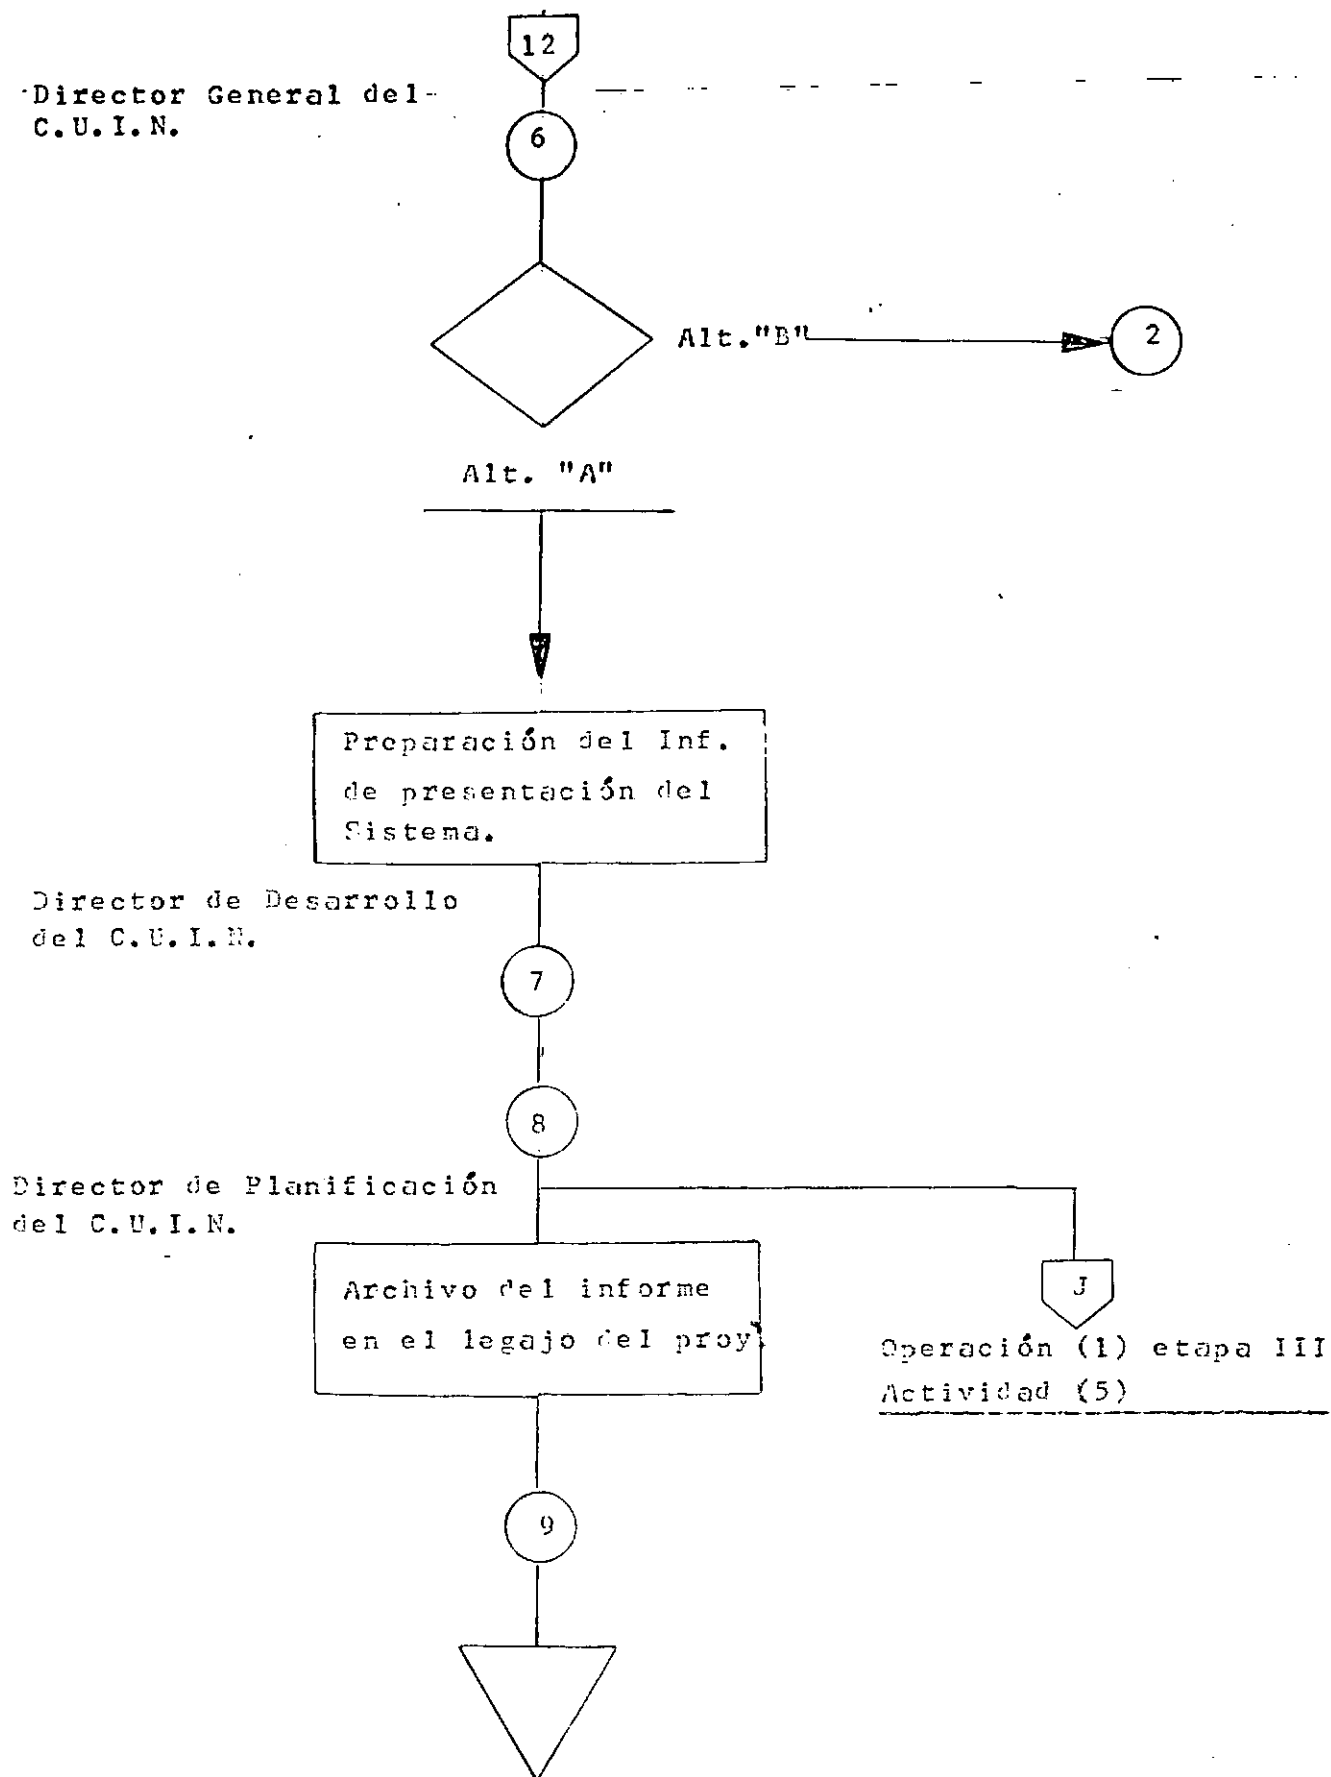 12
Director General del
C.U.I.N.
6
Alt."B"
2
Alt. "A"
Preparación del Inf.
de presentación del
Sistema.
Director de Desarrollo
del C.U.I.N.
7
8
Director de Planificación
del C.U.I.N.
Archivo del informe
en el legajo del proy.
J
Operación (1) etapa III
Actividad (5)
9